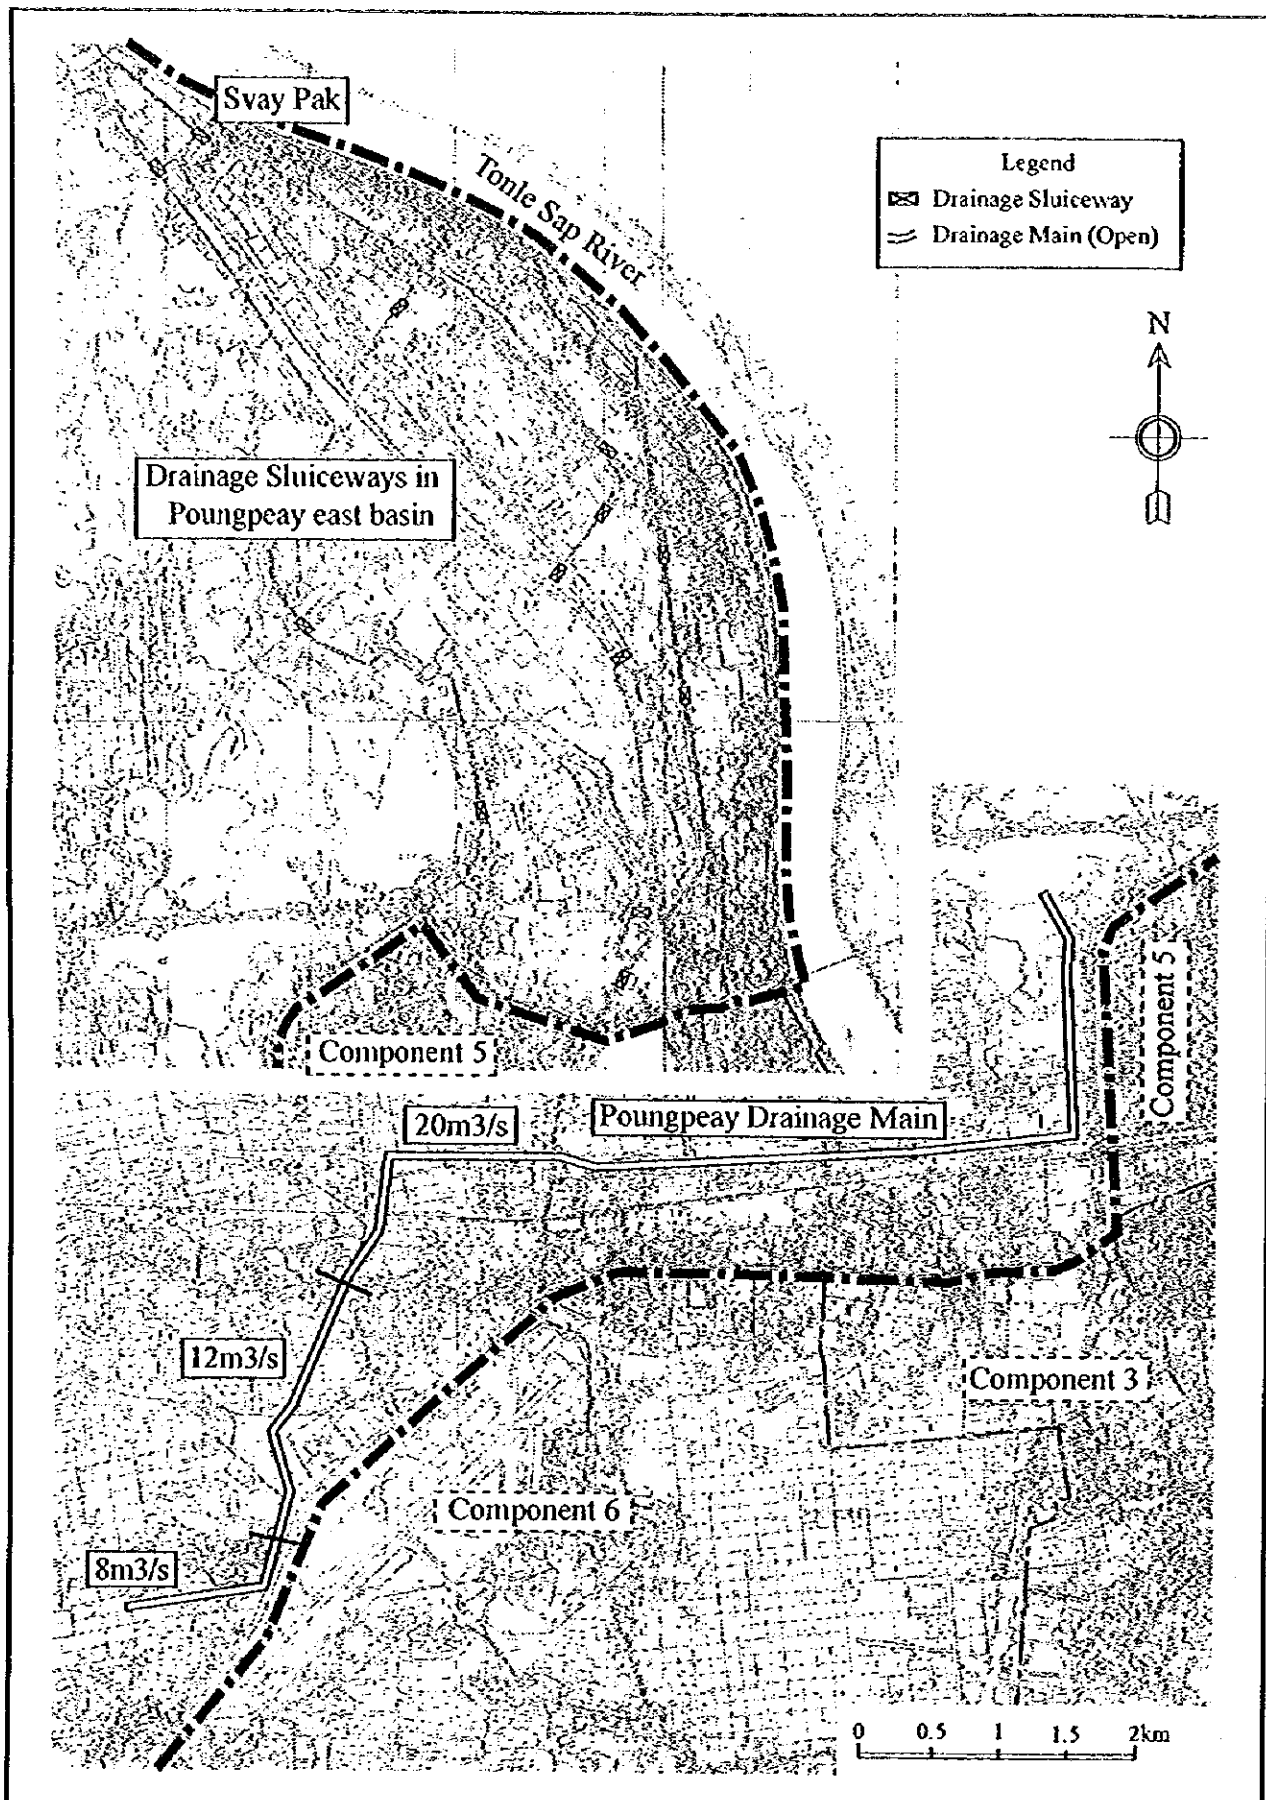 Svay Pak
Tonle Sap River
Legend
Drainage Sluiceway
Drainage Main (Open)
N
Drainage Sluiceways in
Poungpeay east basin
Component 5
Component 5
20m3/s
Poungpeay Drainage Main
12m3/s
Component 3
Component 6
8m3/s
0 0.5 1 1.5 2km